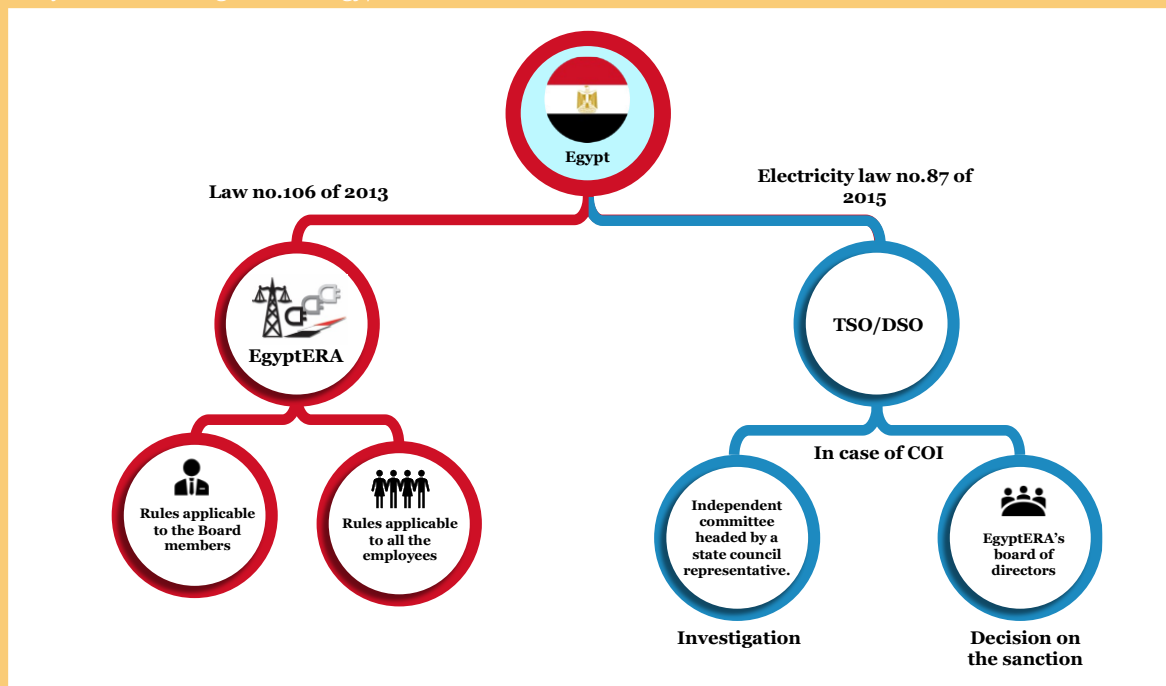 Egypt
Law no.106 of 2013
Electricity law no.87 of
2015
EgyptERA
TSO/DSO
In case of COI
Rules applicable
to the Board
members
Rules applicable
to all the
employees
Independent
committee
headed by a
state council
representative.
EgyptERA's
board of
directors
Investigation
Decision on
the sanction